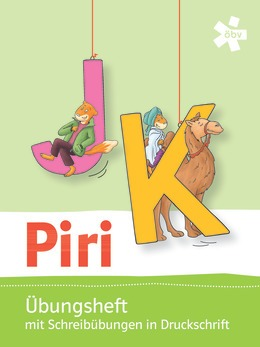 öbv
J
K
Piri
Übungsheft
mit Schreibübungen in Druckschrift